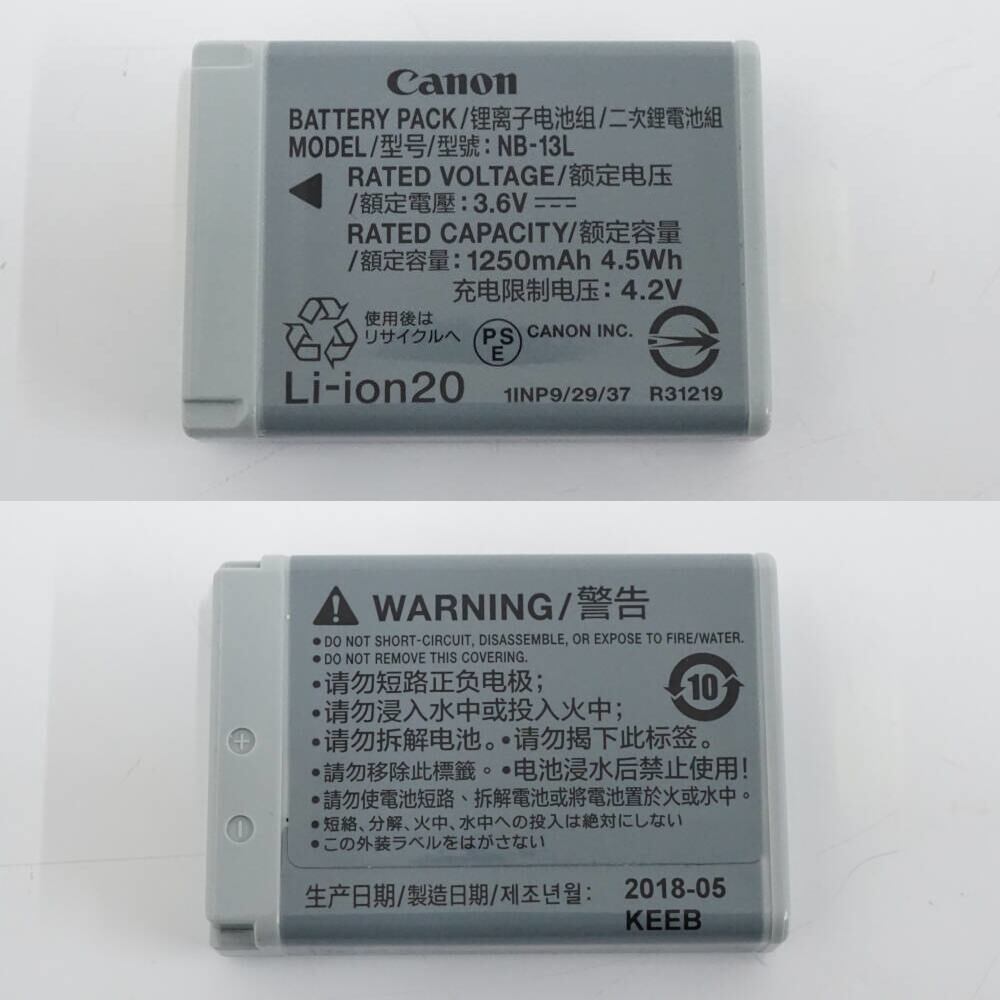 Canon
BATTERY PACK/锂离子电池组/二次鋰電池組
MODEL/型号/型號: NB-13L
RATED VOLTAGE/额定电压
/額定電壓: 3.6V
RATED CAPACITY/额定容量
/額定容量: 1250mAh 4.5Wh
充电限制电压: 4.2V
使用後は
リサイクルへ
PS
E
CANON INC.
Li-ion20
1INP9/29/37 R31219
WARNING/警告
•DO NOT SHORT-CIRCUIT, DISASSEMBLE, OR EXPOSE TO FIRE/WATER.
•DO NOT REMOVE THIS COVERING.
•请勿短路正负电极;
•请勿浸入水中或投入火中;
10
•请勿拆解电池。•请勿揭下此标签。
•請勿移除此標籤。•电池浸水后禁止使用!
•請勿使電池短路、拆解電池或將電池置於火或水中。
•短絡、分解、火中、水中への投入は絶対にしない
•この外装ラベルをはがさない
+
-
生产日期/製造日期/제조년월: 2018-05
KEEB